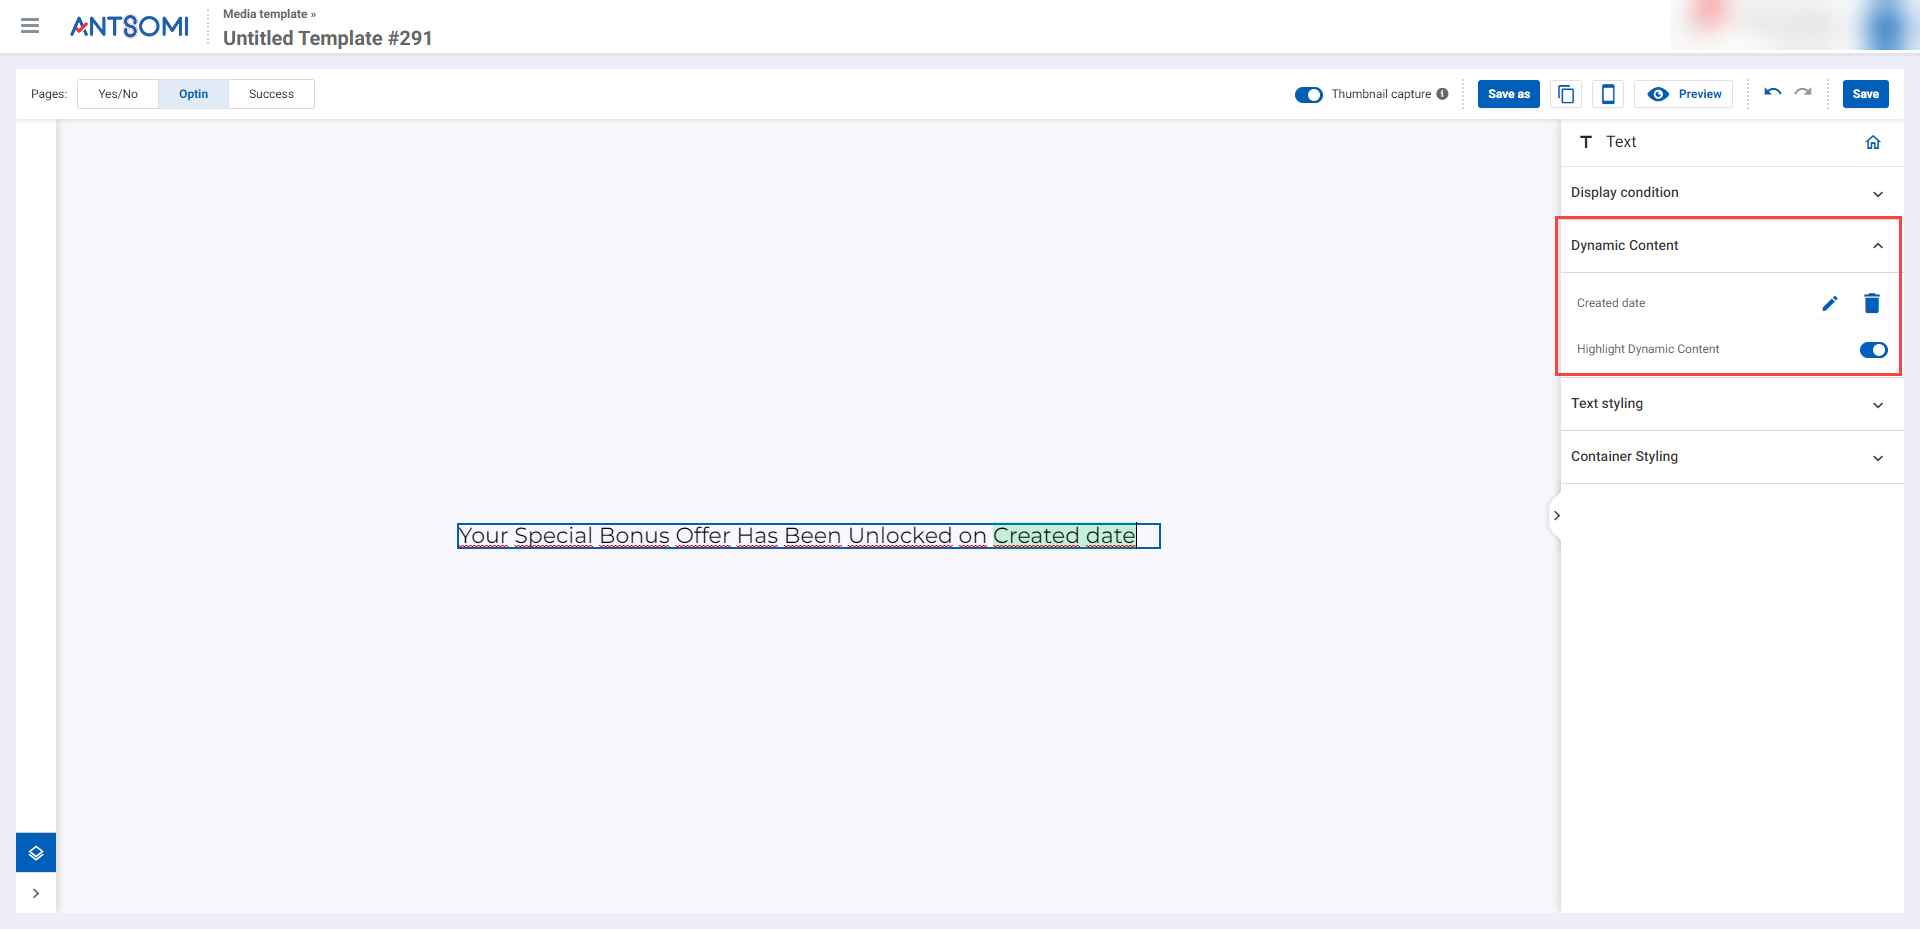 ANTSOMI
Media template »
Untitled Template #291
Pages:
Yes/No
Optin
Success
Thumbnail capture
Save as
Preview
Save
Text
Display condition
Dynamic Content
Created date
Highlight Dynamic Content
Text styling
Container Styling
Your Special Bonus Offer Has Been Unlocked on Created date